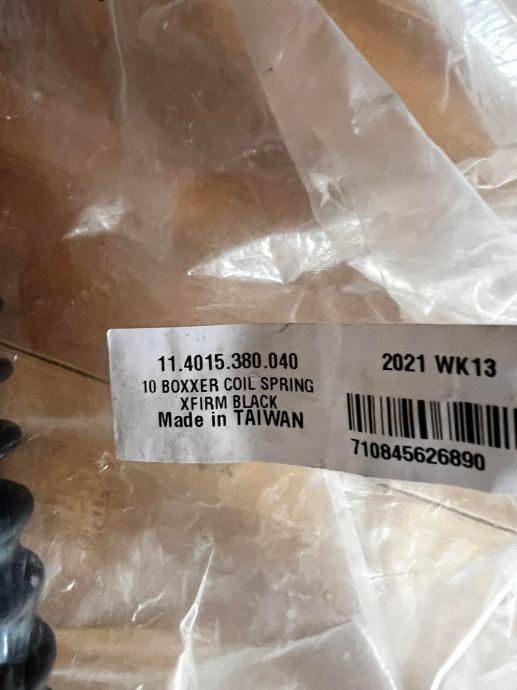 11.4015.380.040
10 BOXXER COIL SPRING
XFIRM BLACK
Made in TAIWAN
2021 WK13
710845626890